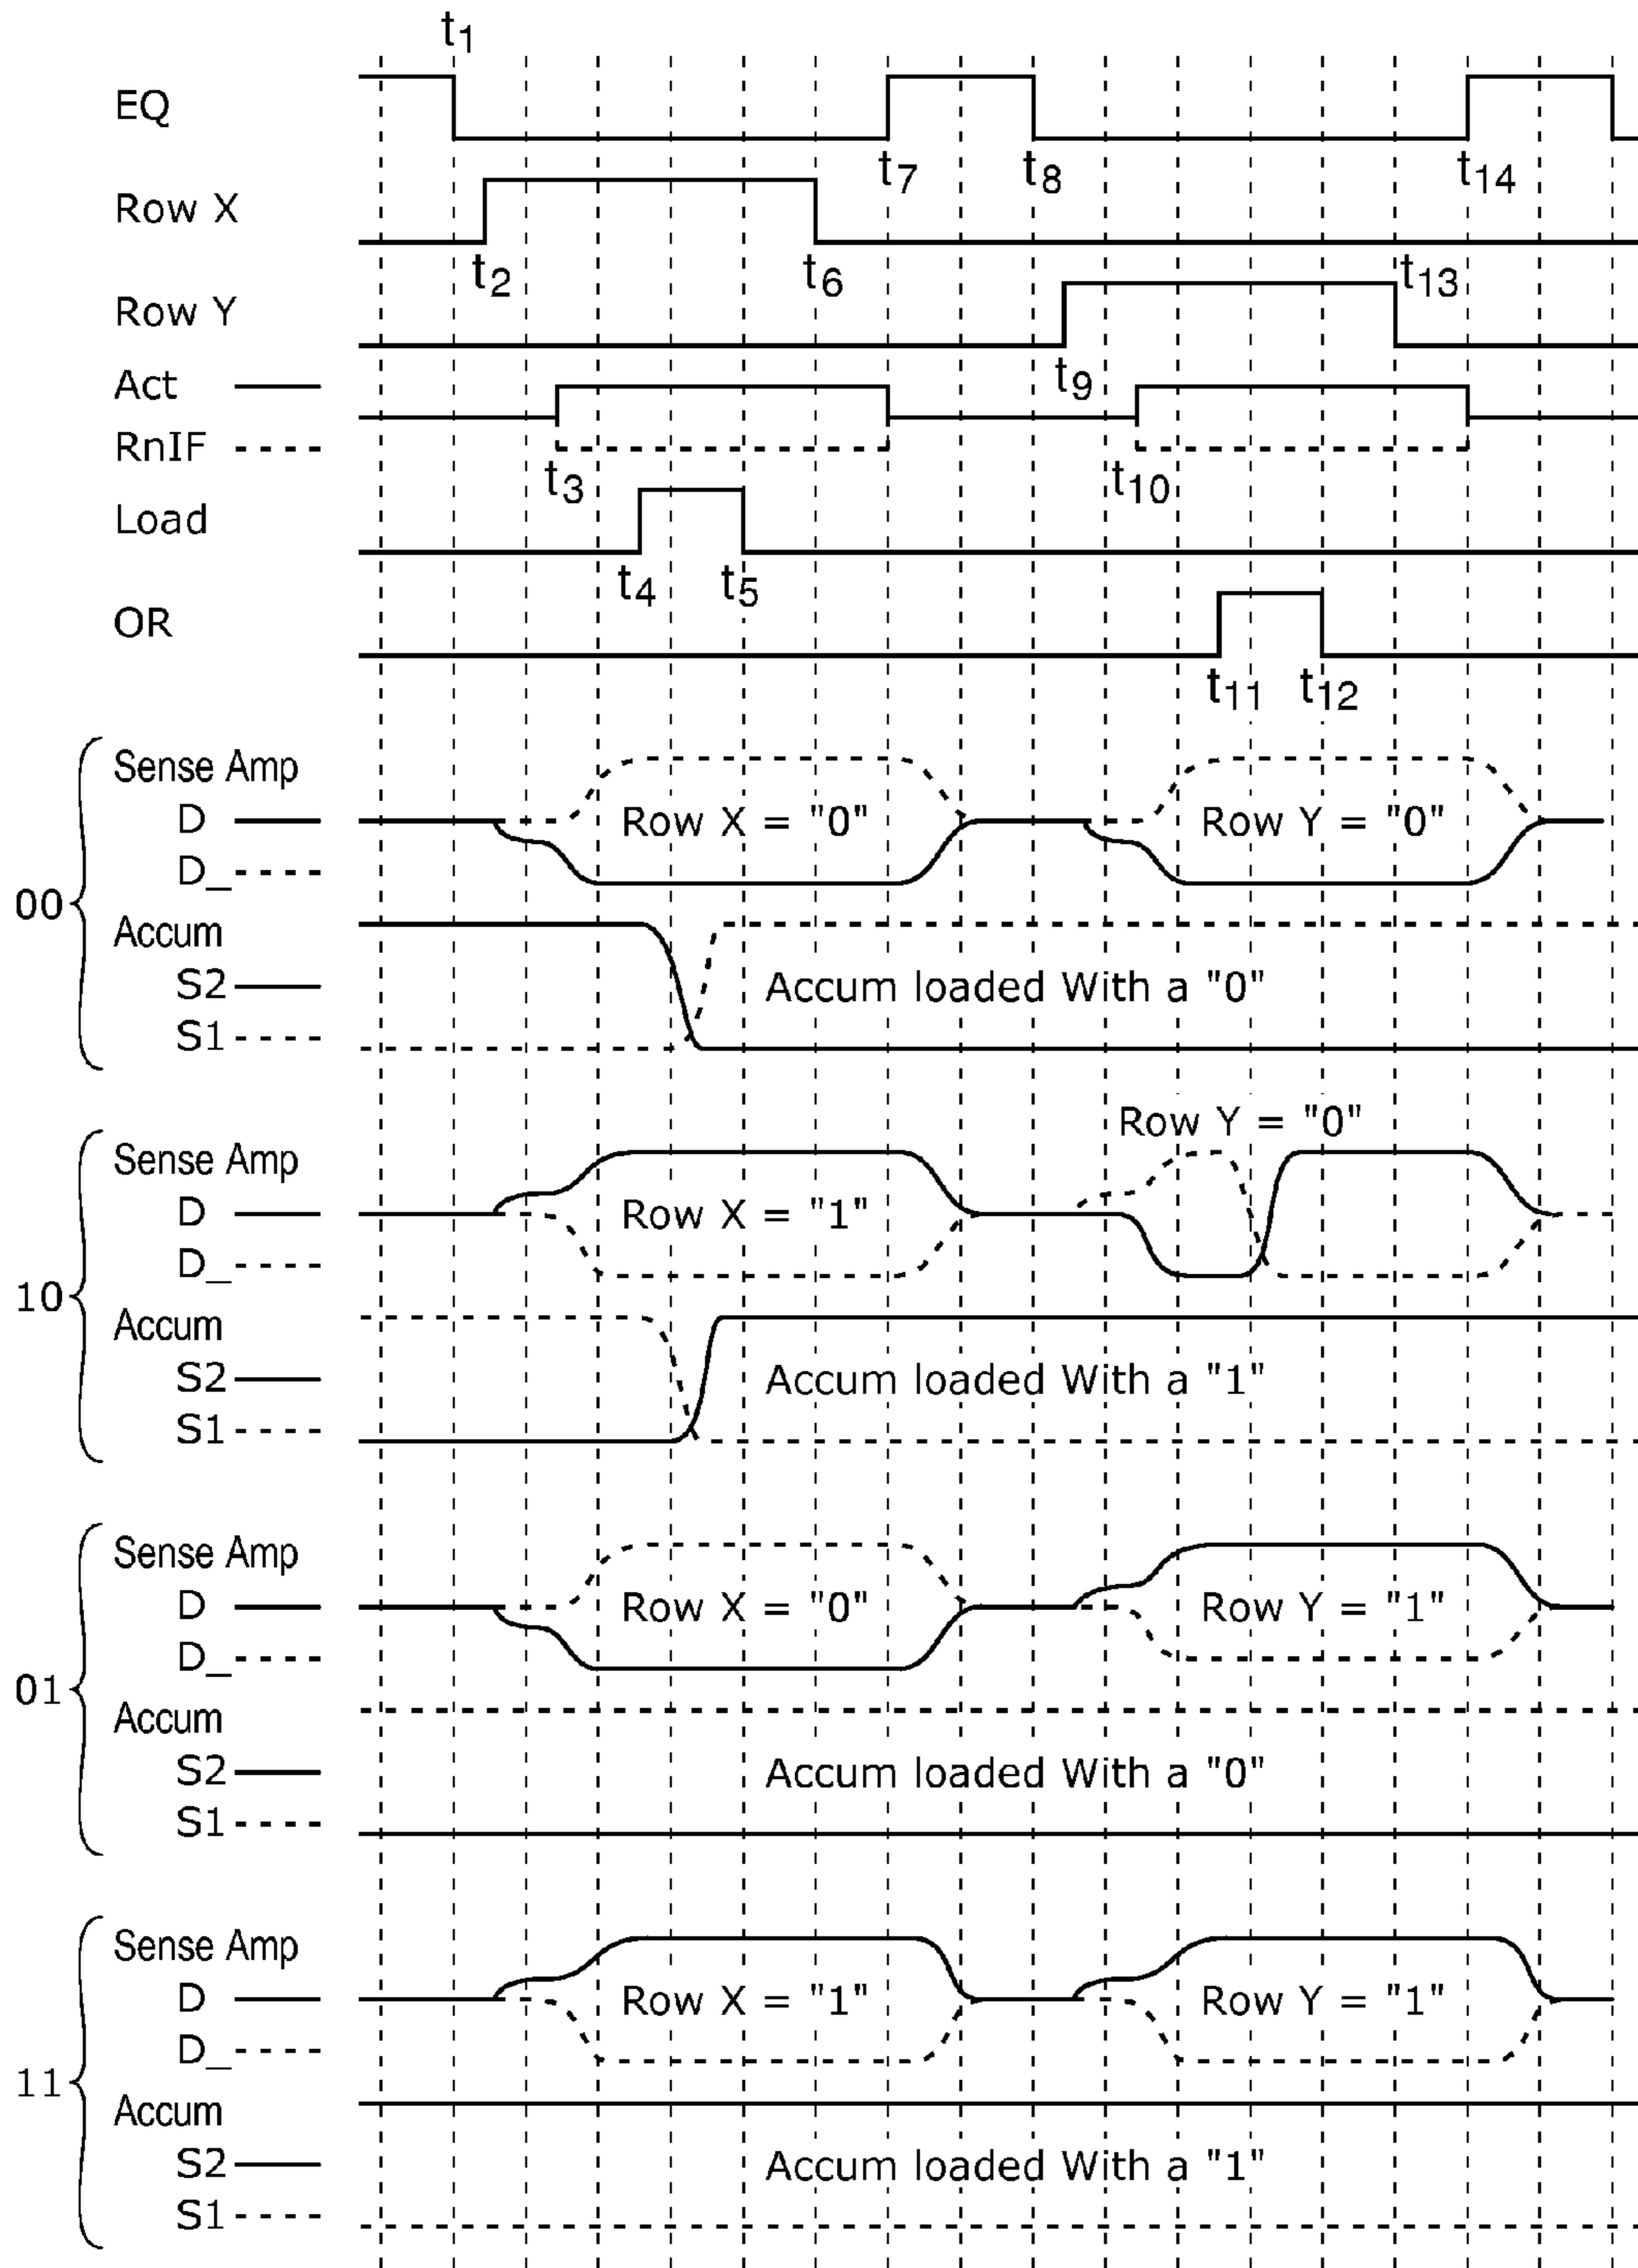 t1
EQ
t7 t8 t14
Row X
t2 t6 t13
Row Y
t9
Act
RnIF
t3 t10
Load
t4 t5
OR
t11 t12
00
Sense Amp
D Row X = "0" Row Y = "0"
D_
Accum
S2 Accum loaded With a "0"
S1
Row Y = "0"
10
Sense Amp
D Row X = "1"
D_
Accum
S2 Accum loaded With a "1"
S1
01
Sense Amp
D Row X = "0" Row Y = "1"
D_
Accum
S2 Accum loaded With a "0"
S1
11
Sense Amp
D Row X = "1" Row Y = "1"
D_
Accum
S2 Accum loaded With a "1"
S1